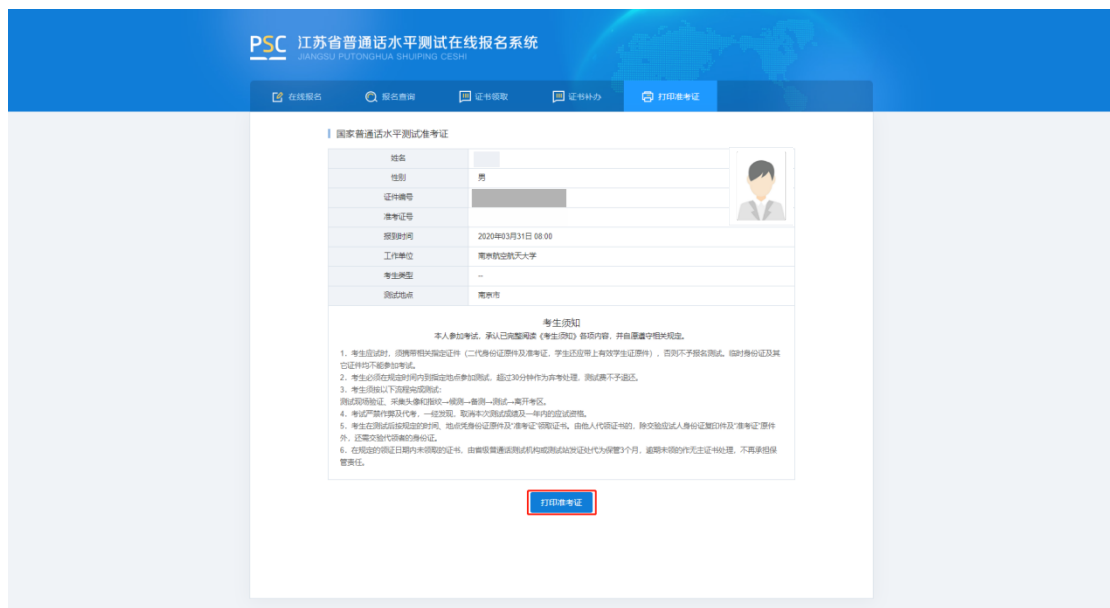 PSC 江苏省普通话水平测试在线报名系统
JIANGSU PUTONGHUA SHUIPING CESHI
在线报名 报名查询 证书领取 证书补办 打印准考证
国家普通话水平测试准考证
姓名
性别 男
证件编号
准考证号
报到时间 2020年03月31日 08:00
工作单位 南京航空航天大学
考生类型 --
测试地点 南京市
考生须知
本人参加考试，承认已完整阅读《考生须知》各项内容，并自愿遵守相关规定。
1、考生应试时，须携带相关指定证件（二代身份证原件及准考证，学生还应带上有效学生证原件），否则不予报名测试。临时身份证及其
它证件均不能参加考试。
2、考生必须在规定时间内到指定地点参加测试，超过30分钟作为弃考处理，测试费不予退还。
3、考生须按以下流程完成测试：
测试现场验证、采集头像和指纹→候测→备测→测试→离开考区。
4、考试严禁作弊及代考，一经发现，取消本次测试成绩及一年内的应试资格。
5、考生在测试后按规定的时间、地点凭身份证原件及“准考证”领取证书。由他人代领证书的，除交验应试人身份证复印件及“准考证”原件
外，还需交验代领者的身份证。
6、在规定的领证日期内未领取的证书，由省级普通话测试机构或测试站发证处代为保管3个月，逾期未领的作无主证书处理，不再承担保
管责任。
打印准考证